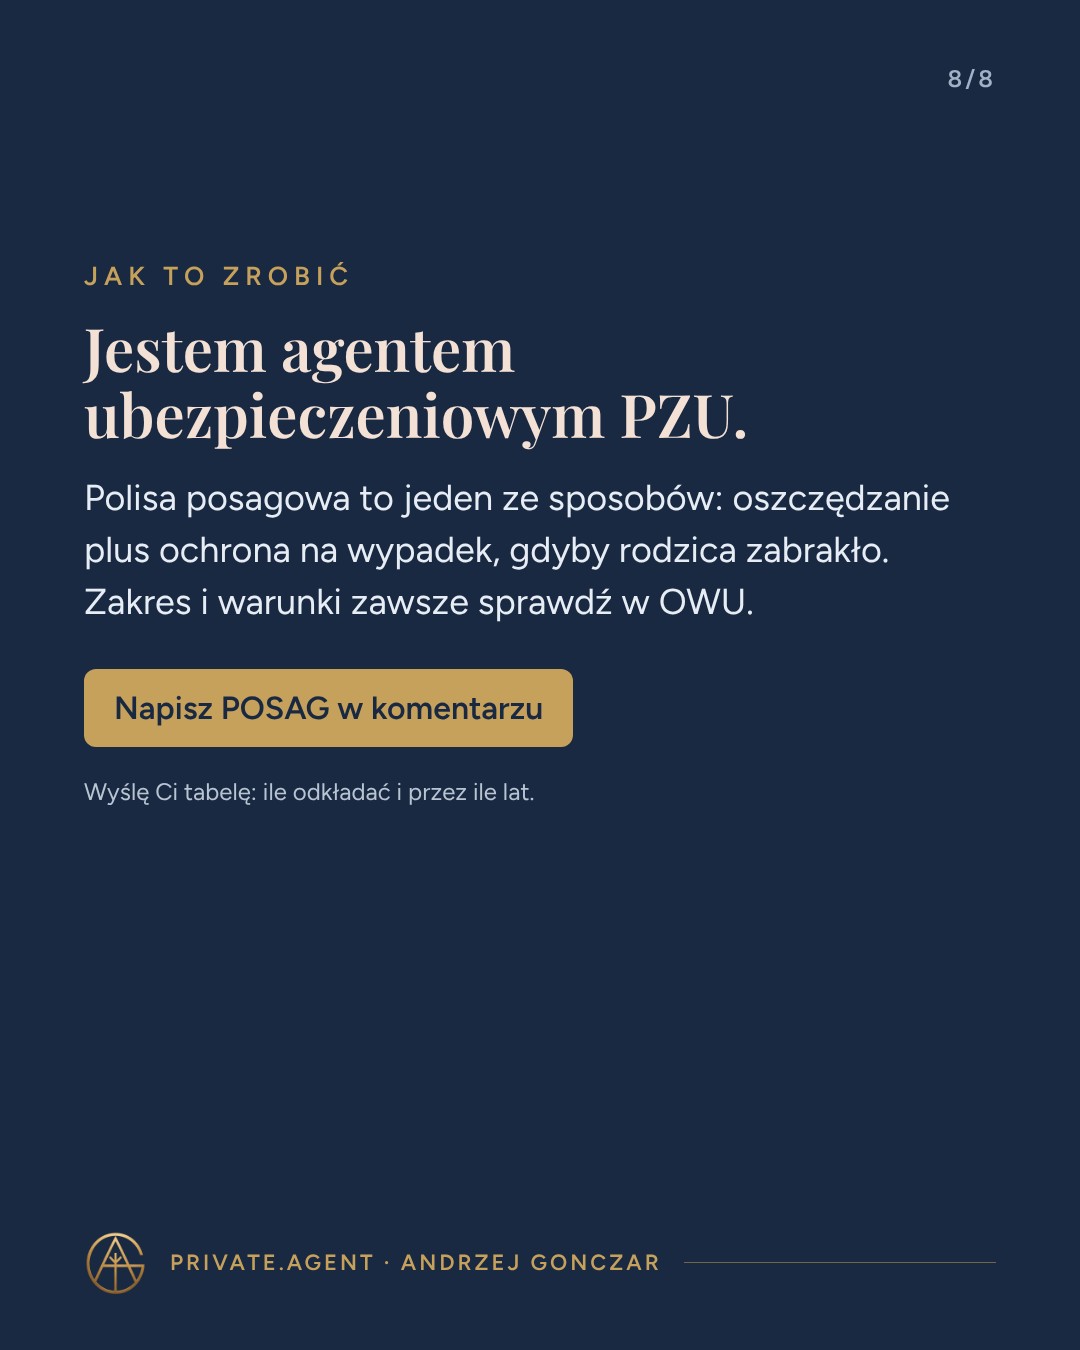 8/8
JAK TO ZROBIĆ
Jestem agentem
ubezpieczeniowym PZU.
Polisa posagowa to jeden ze sposobów: oszczędzanie
plus ochrona na wypadek, gdyby rodzica zabrakło.
Zakres i warunki zawsze sprawdź w OWU.
Napisz POSAG w komentarzu
Wyślę Ci tabelę: ile odkładać i przez ile lat.
PRIVATE.AGENT · ANDRZEJ GONCZAR